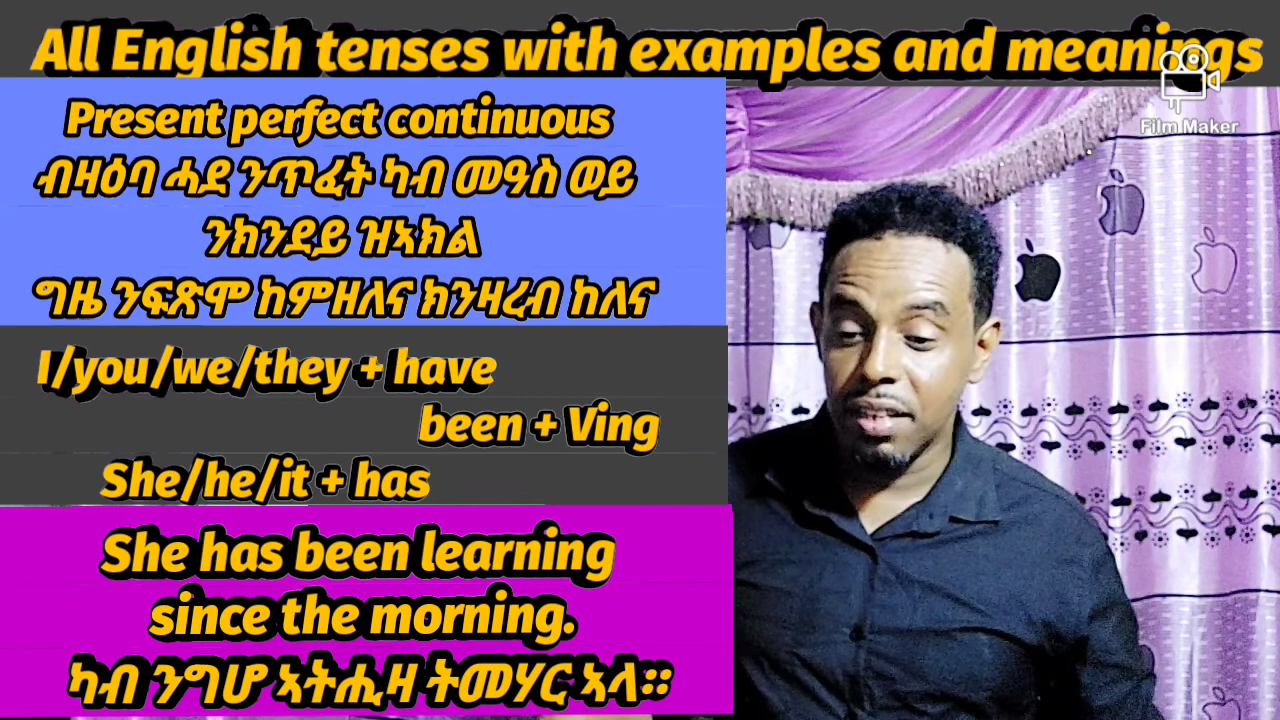 All English tenses with examples and meanings
Film Maker
Present perfect continuous
ብዛዕባ ሓደ ንጥፈት ካብ መዓስ ወይ
ንክንደይ ዝኣክል
ግዜ ንፍጽሞ ከምዘለና ክንዛረብ ከለና
I/you/we/they + have
been + Ving
She/he/it + has
She has been learning
since the morning.
ካብ ንግሆ ኣትሒዛ ትመሃር ኣላ።